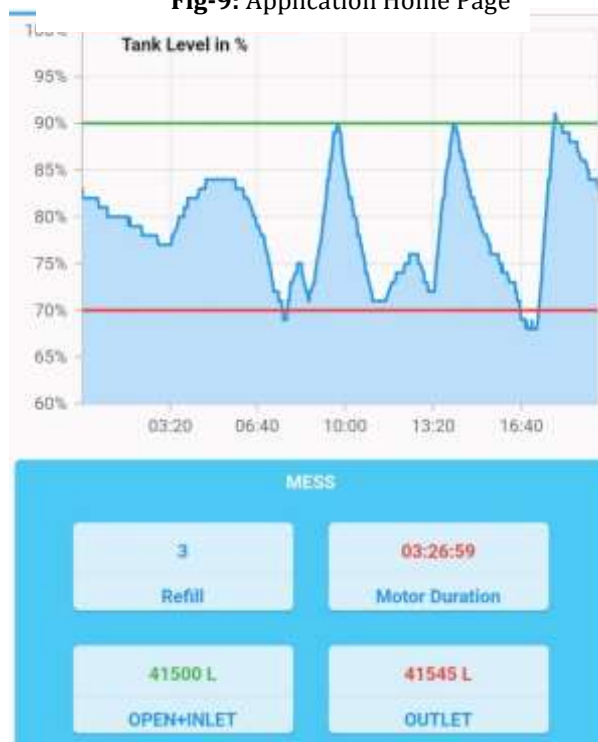 Fig-9: Application Home Page
100%
Tank Level in %
95%
90%
85%
80%
75%
70%
65%
60%
03:20 06:40 10:00 13:20 16:40
MESS
3 03:26:59
Refill Motor Duration
41500 L 41545 L
OPEN+INLET OUTLET